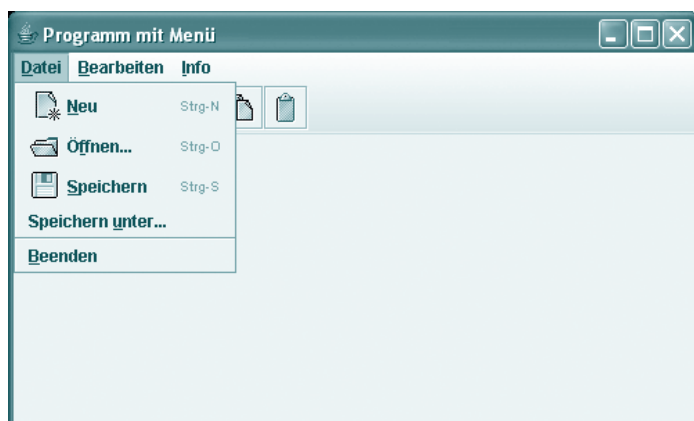 Programm mit Menü
Datei Bearbeiten Info
Neu Strg-N
Öffnen... Strg-O
Speichern Strg-S
Speichern unter...
Beenden